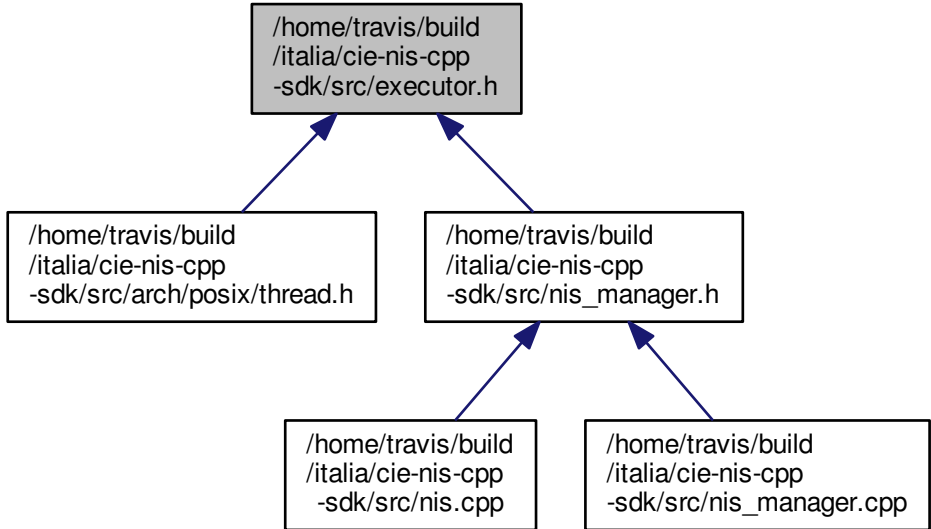 /home/travis/build
/italia/cie-nis-cpp
-sdk/src/executor.h
/home/travis/build
/italia/cie-nis-cpp
-sdk/src/arch/posix/thread.h
/home/travis/build
/italia/cie-nis-cpp
-sdk/src/nis_manager.h
/home/travis/build
/italia/cie-nis-cpp
-sdk/src/nis.cpp
/home/travis/build
/italia/cie-nis-cpp
-sdk/src/nis_manager.cpp